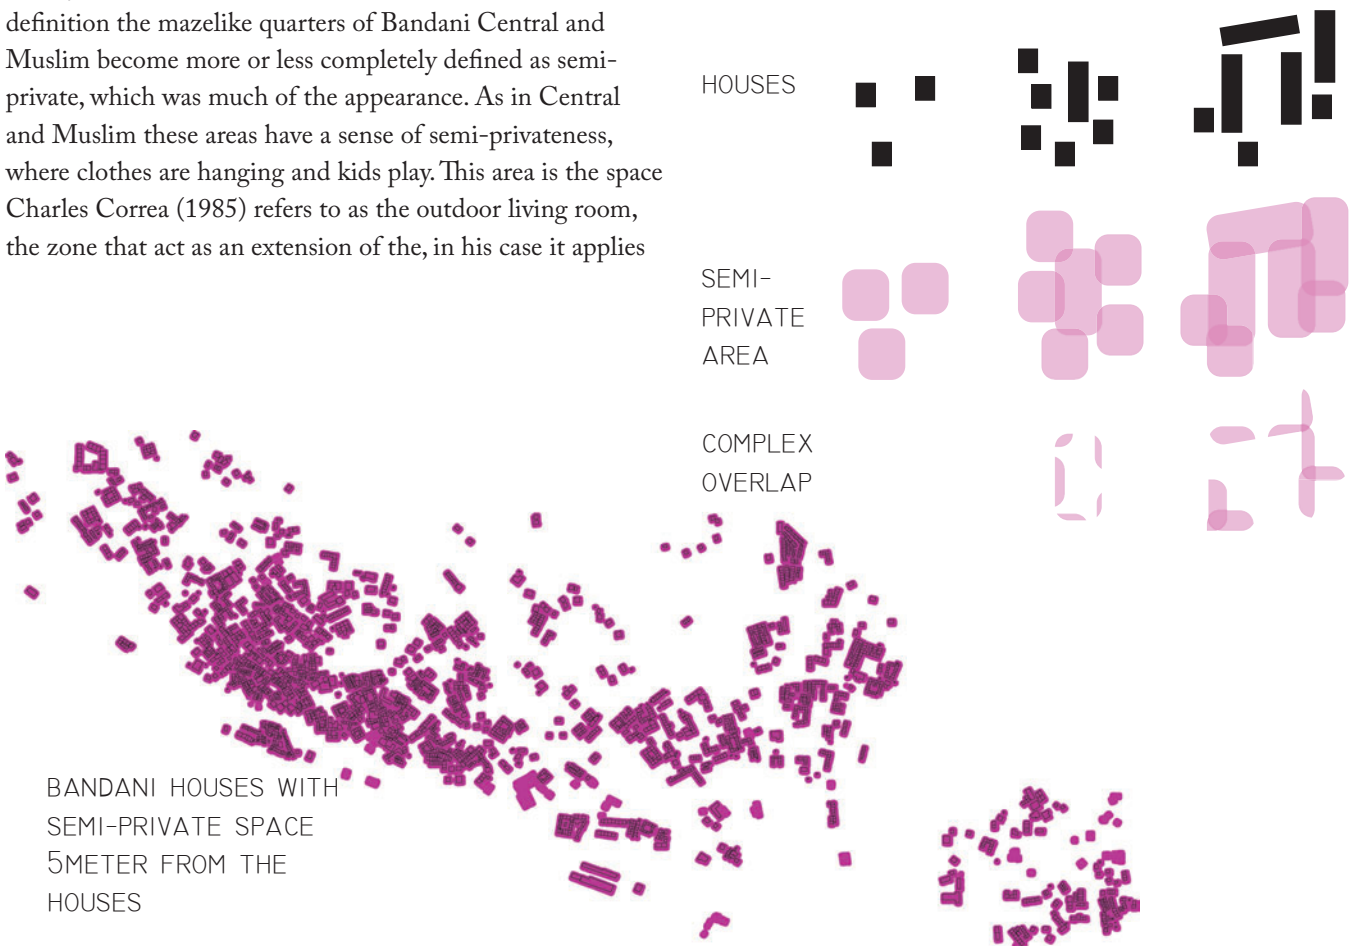 definition the mazelike quarters of Bandani Central and
Muslim become more or less completely defined as semi-
private, which was much of the appearance. As in Central
and Muslim these areas have a sense of semi-privateness,
where clothes are hanging and kids play. This area is the space
Charles Correa (1985) refers to as the outdoor living room,
the zone that act as an extension of the, in his case it applies
HOUSES
SEMI-
PRIVATE
AREA
COMPLEX
OVERLAP
BANDANI HOUSES WITH
SEMI-PRIVATE SPACE
5METER FROM THE
HOUSES